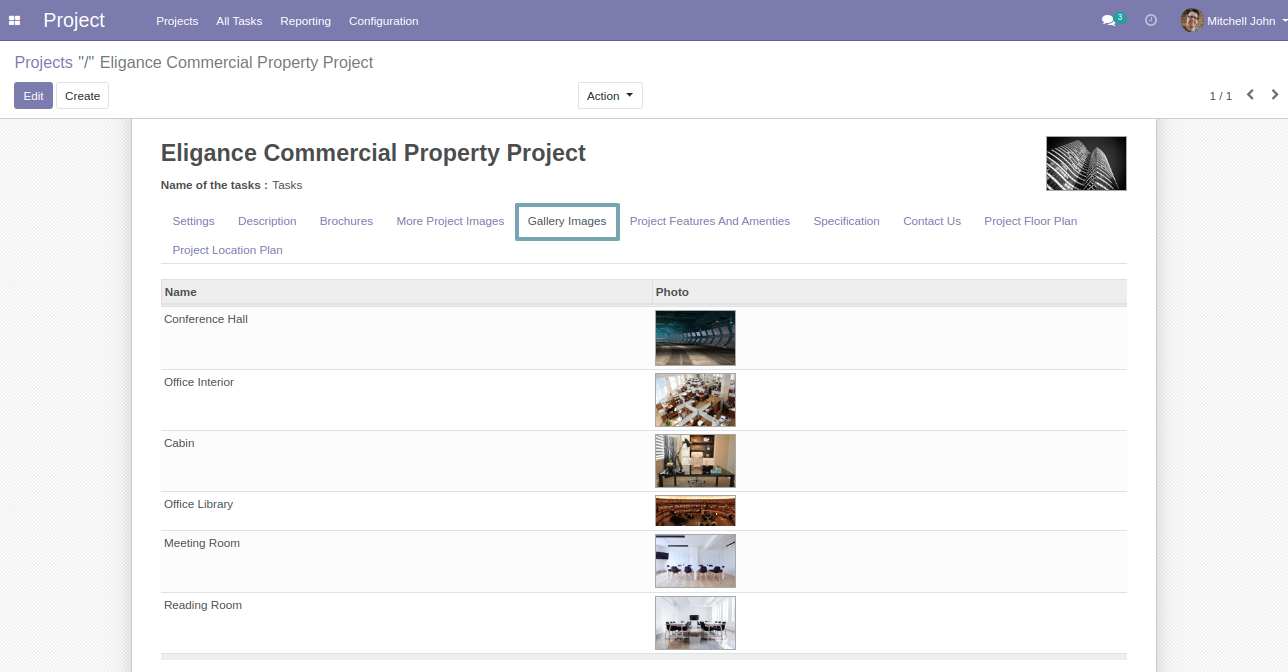 Project Projects All Tasks Reporting Configuration 3 Mitchell John
Projects "/" Eligance Commercial Property Project
Edit Create Action 1 / 1
Eligance Commercial Property Project
Name of the tasks : Tasks
Settings Description Brochures More Project Images Gallery Images Project Features And Amenties Specification Contact Us Project Floor Plan
Project Location Plan
Name Photo
Conference Hall
Office Interior
Cabin
Office Library
Meeting Room
Reading Room